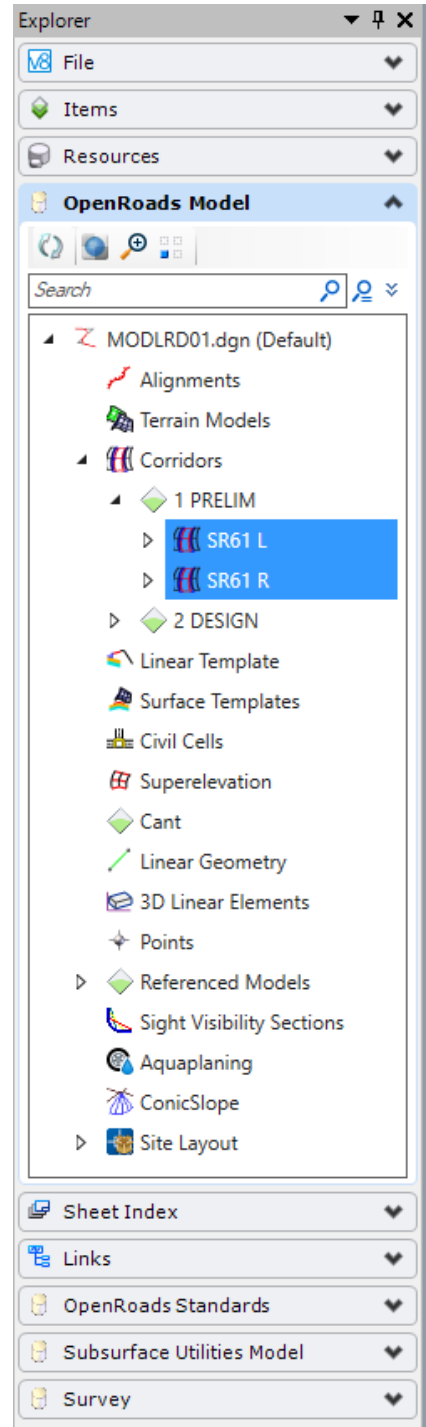 Explorer
File
Items
Resources
OpenRoads Model
Search
MODLRD01.dgn (Default)
Alignments
Terrain Models
Corridors
1 PRELIM
SR61 L
SR61 R
2 DESIGN
Linear Template
Surface Templates
Civil Cells
Superelevation
Cant
Linear Geometry
3D Linear Elements
Points
Referenced Models
Sight Visibility Sections
Aquaplaning
ConicSlope
Site Layout
Sheet Index
Links
OpenRoads Standards
Subsurface Utilities Model
Survey